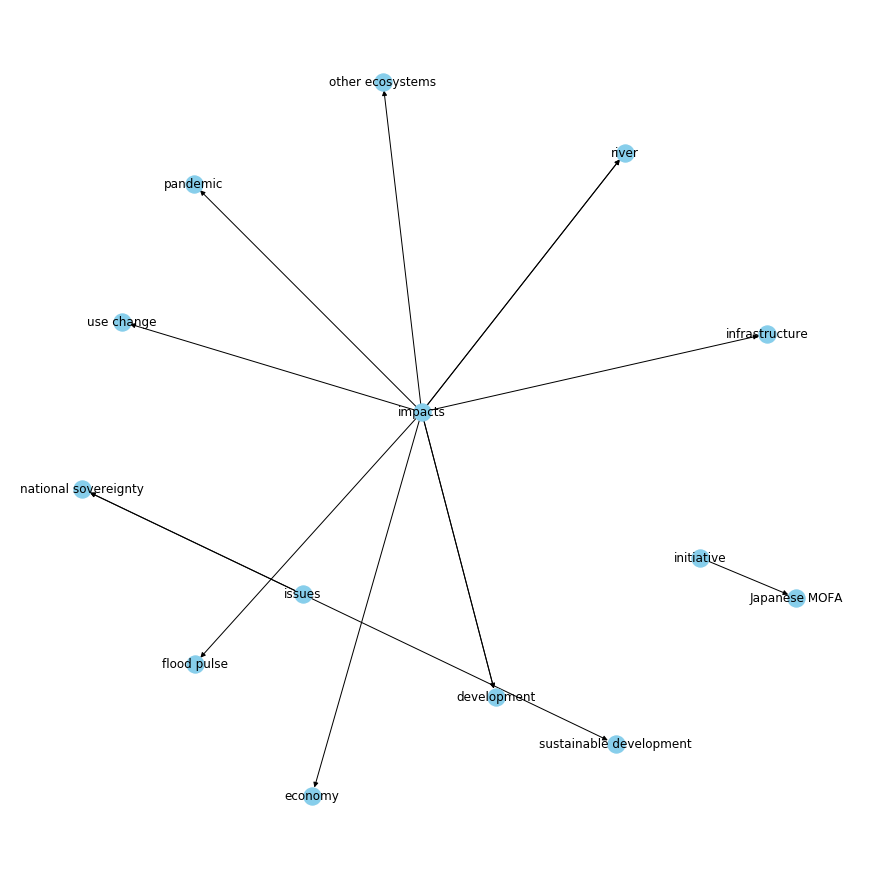 other ecosystems
river
pandemic
use change
infrastructure
impacts
national sovereignty
initiative
issues
Japanese MOFA
flood pulse
development
sustainable development
economy